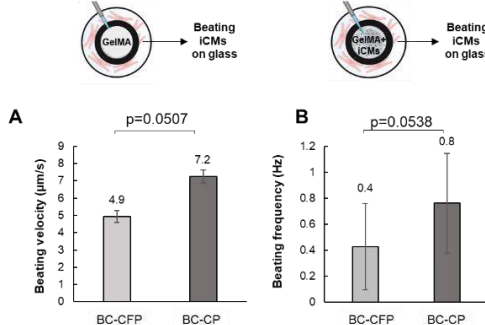 GelMA
Beating
iCMs
on glass
GelMA+
iCMs
Beating
iCMs
on glass
A
p=0.0507
Beating velocity (µm/s)
9
8
7
6
5
4
3
2
1
0
4.9
7.2
BC-CFP
BC-CP
B
p=0.0538
Beating frequency (Hz)
1.2
1
0.8
0.6
0.4
0.2
0
0.4
0.8
BC-CFP
BC-CP